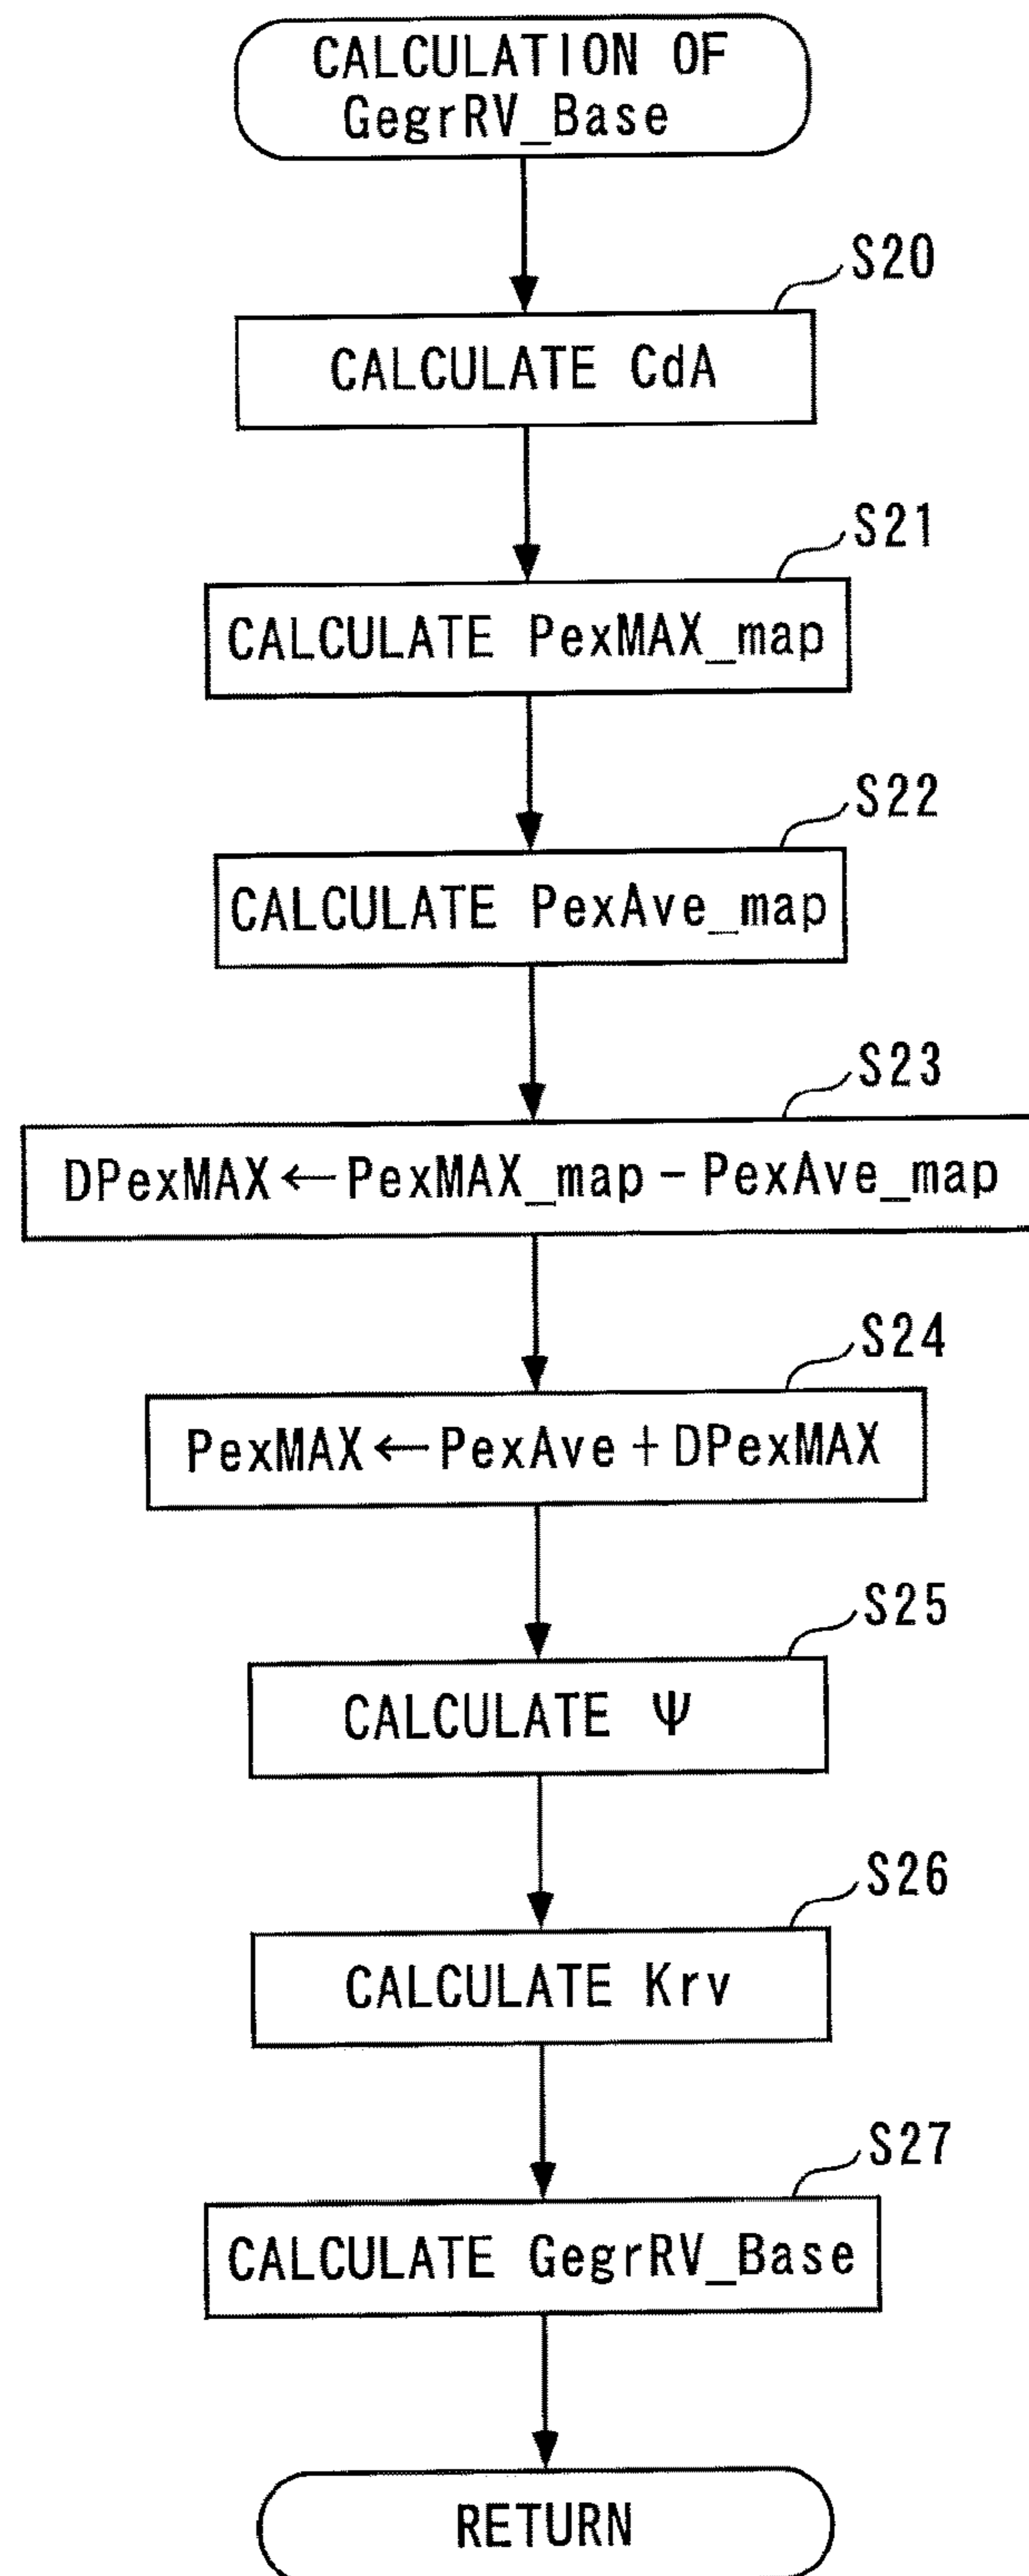 CALCULATION OF
GegrRV_Base
S20
CALCULATE CdA
S21
CALCULATE PexMAX_map
S22
CALCULATE PexAve_map
S23
DPexMAX ← PexMAX_map − PexAve_map
S24
PexMAX ← PexAve + DPexMAX
S25
CALCULATE Ψ
S26
CALCULATE Krv
S27
CALCULATE GegrRV_Base
RETURN